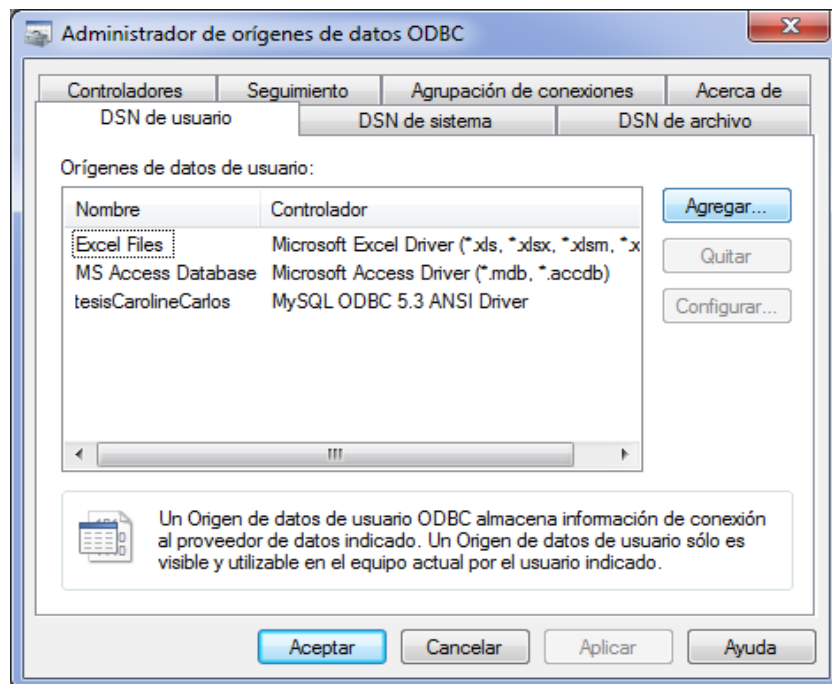 Administrador de orígenes de datos ODBC
Controladores Seguimiento Agrupación de conexiones Acerca de
DSN de usuario DSN de sistema DSN de archivo
Orígenes de datos de usuario:
Nombre Controlador
Excel Files Microsoft Excel Driver (*.xls, *.xlsx, *.xlsm, *.x
MS Access Database Microsoft Access Driver (*.mdb, *.accdb)
tesisCarolineCarlos MySQL ODBC 5.3 ANSI Driver
Agregar...
Quitar
Configurar...
Un Origen de datos de usuario ODBC almacena información de conexión
al proveedor de datos indicado. Un Origen de datos de usuario sólo es
visible y utilizable en el equipo actual por el usuario indicado.
Aceptar Cancelar Aplicar Ayuda